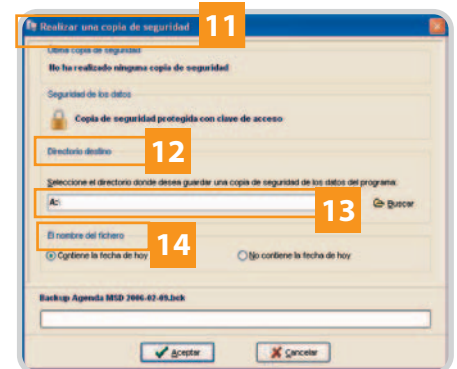 Realizar una copia de seguridad
11
Última copia de seguridad
No ha realizado ninguna copia de seguridad
Seguridad de los datos
Copia de seguridad protegida con clave de acceso
Directorio destino
12
Seleccione el directorio donde desea guardar una copia de seguridad de los datos del programa:
A:\
13
Buscar
El nombre del fichero
14
Contiene la fecha de hoy
No contiene la fecha de hoy
Backup Agenda MSD 2006-02-09.bck
Aceptar
Cancelar